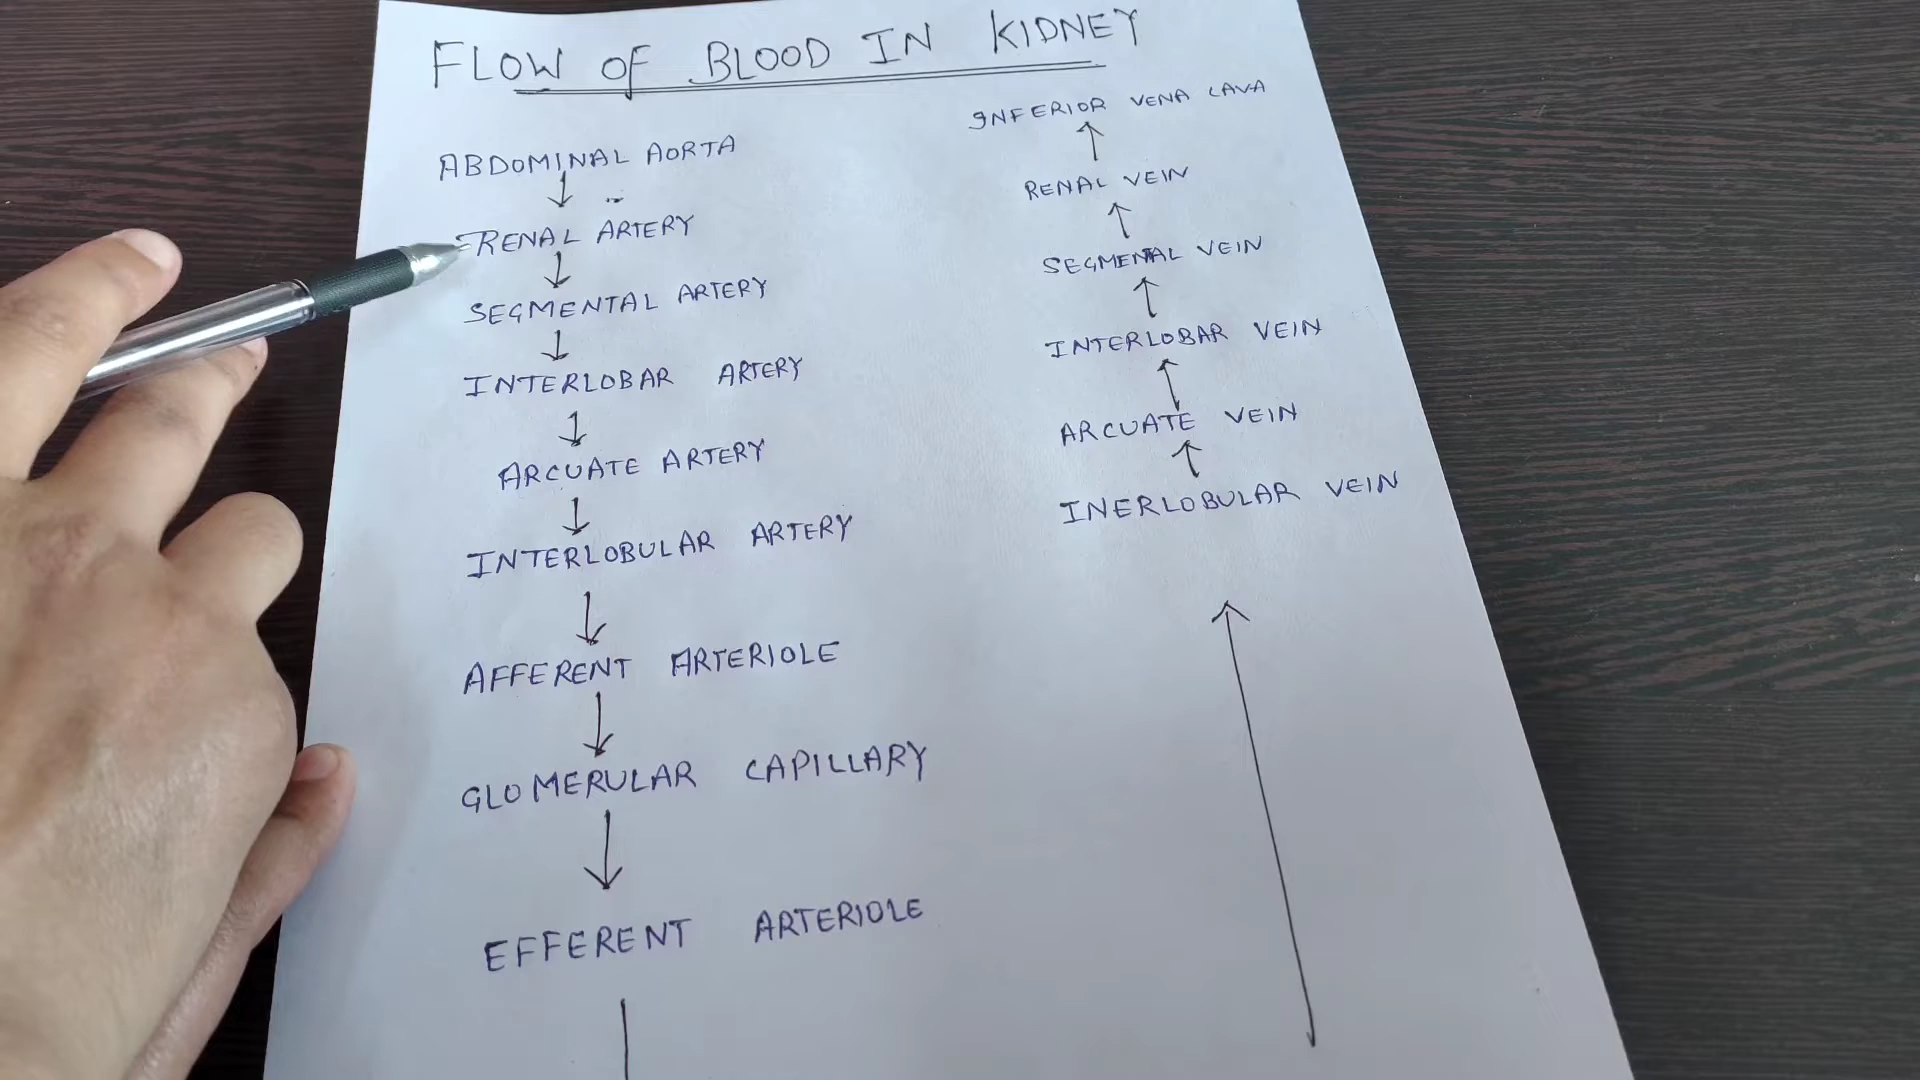 FLOW OF BLOOD IN KIDNEY
ABDOMINAL AORTA
↓
RENAL ARTERY
↓
SEGMENTAL ARTERY
↓
INTERLOBAR ARTERY
↓
ARCUATE ARTERY
↓
INTERLOBULAR ARTERY
↓
AFFERENT ARTERIOLE
↓
GLOMERULAR CAPILLARY
↓
EFFERENT ARTERIOLE
INFERIOR VENA CAVA
↑
RENAL VEIN
↑
SEGMENAL VEIN
↑
INTERLOBAR VEIN
↑
ARCUATE VEIN
↑
INERLOBULAR VEIN
↑